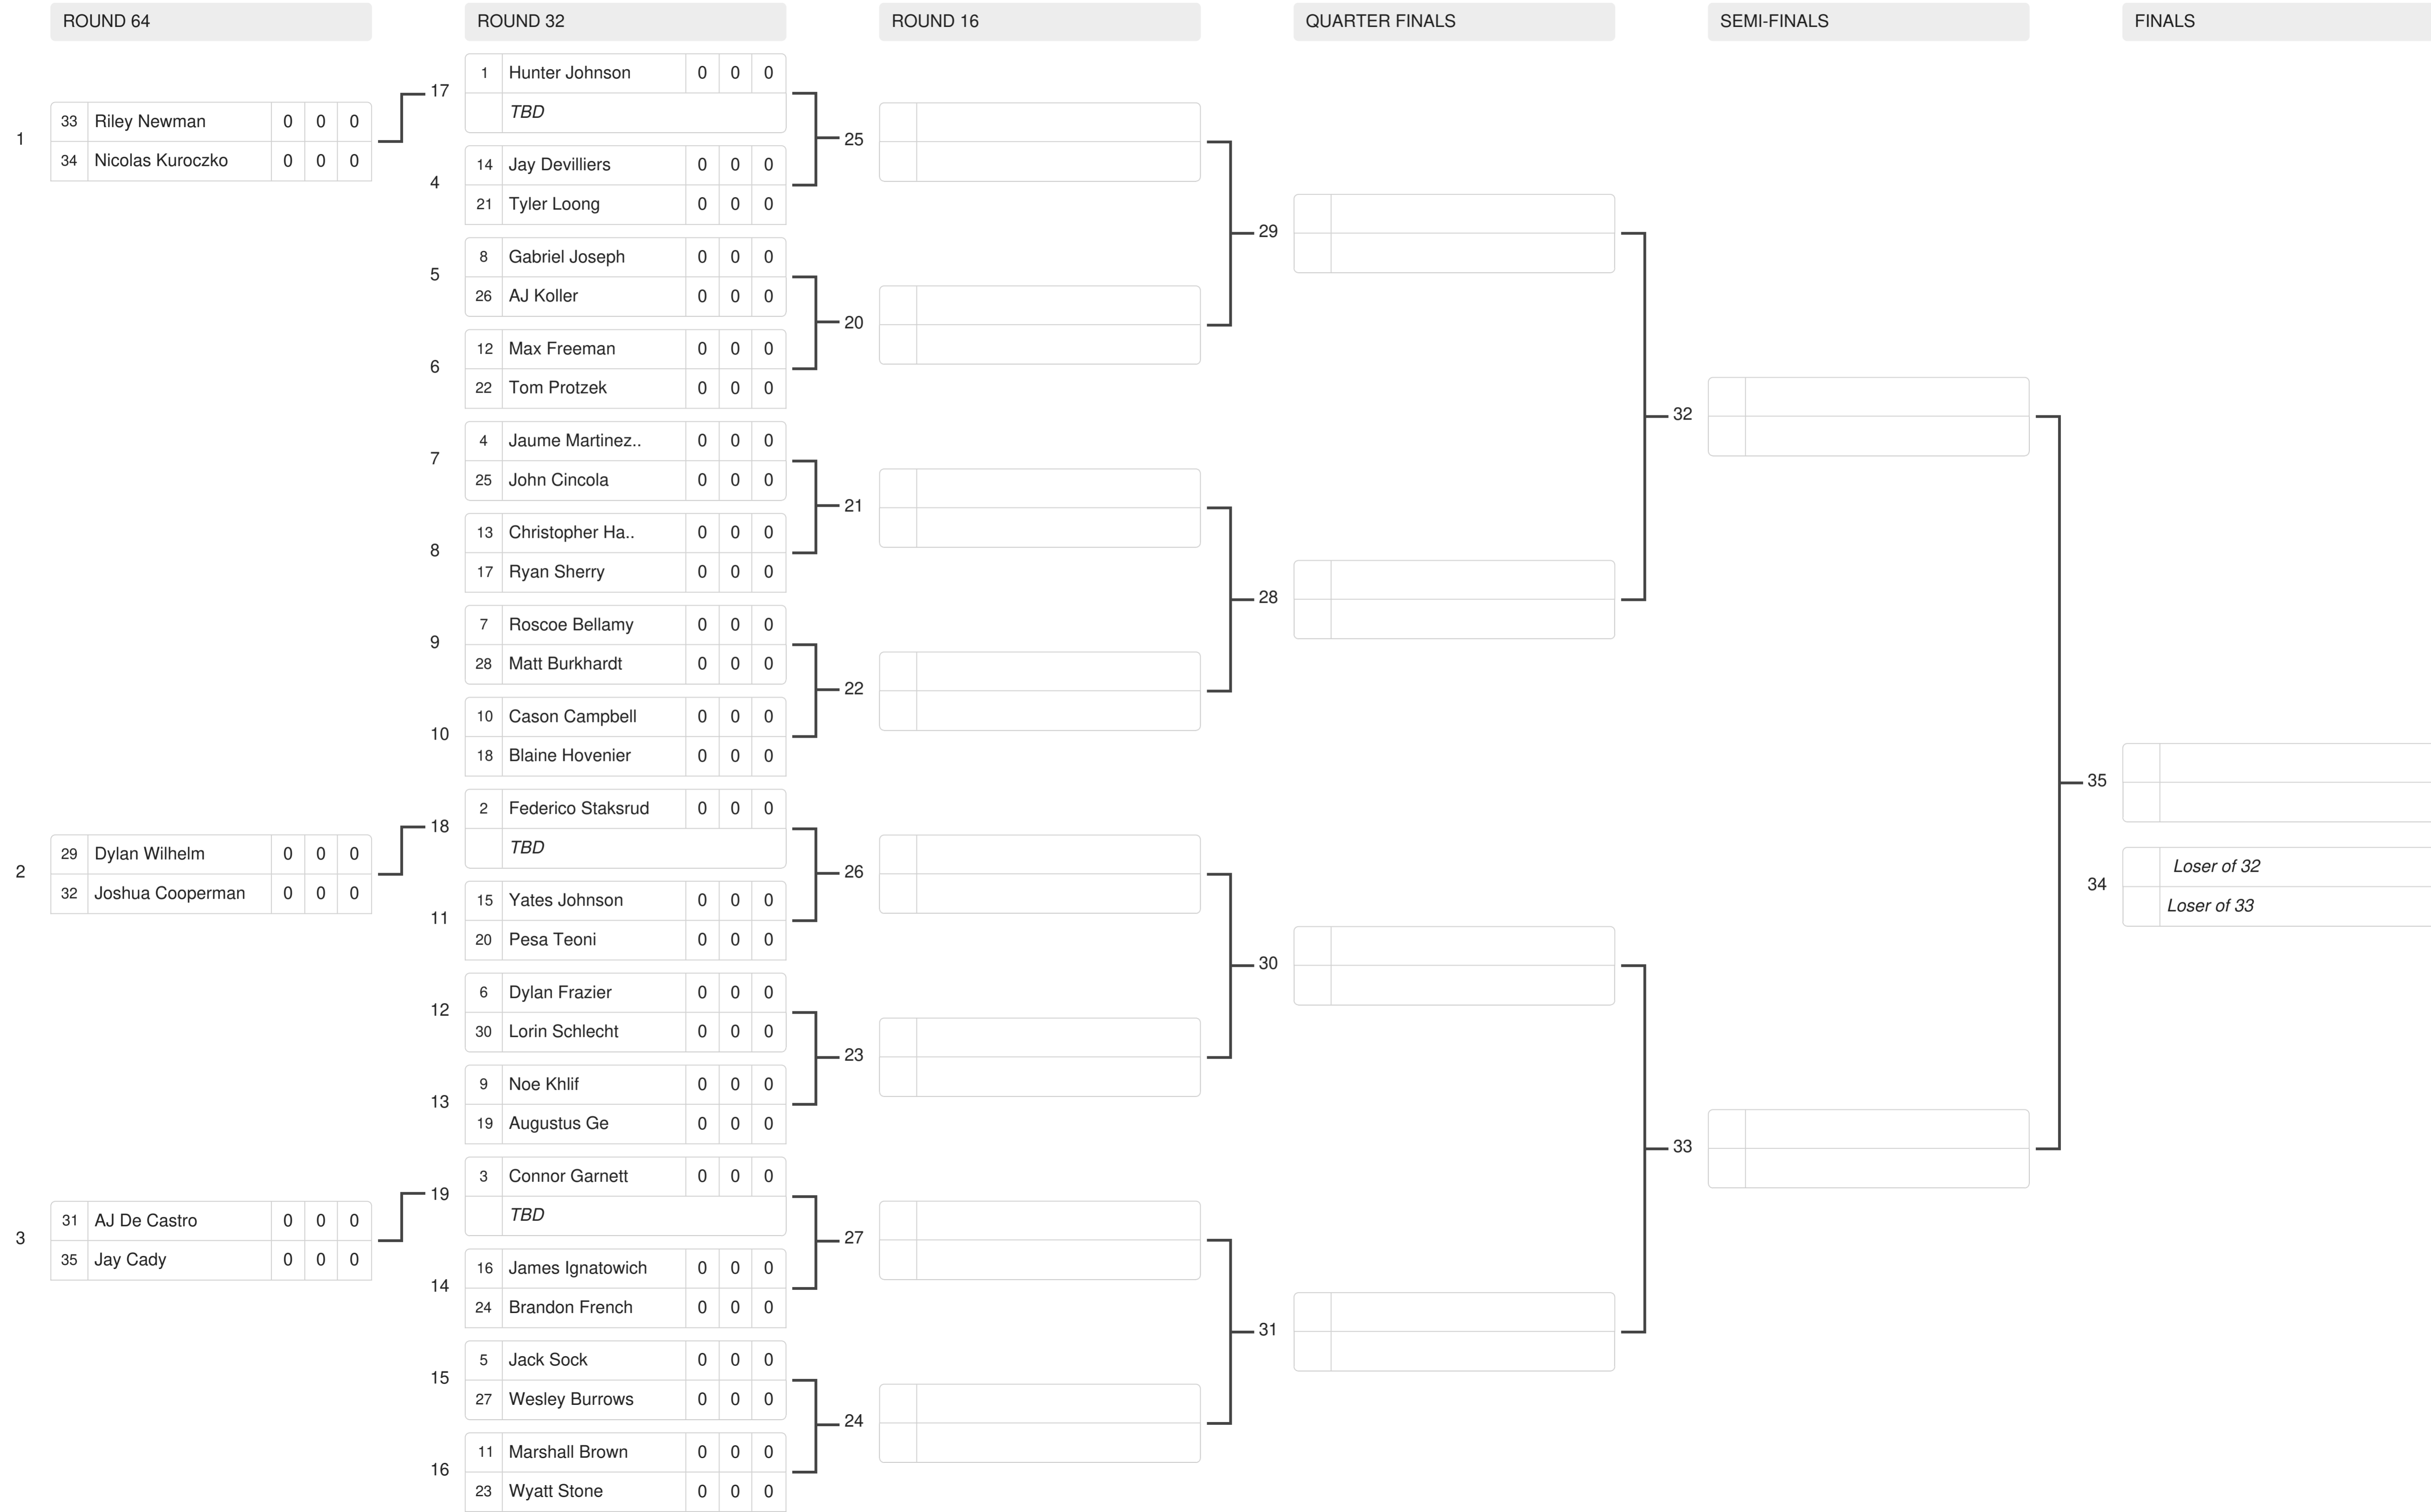 ROUND 64
ROUND 32
ROUND 16
QUARTER FINALS
SEMI-FINALS
FINALS
1
33 Riley Newman 0 0 0
34 Nicolas Kuroczko 0 0 0
2
29 Dylan Wilhelm 0 0 0
32 Joshua Cooperman 0 0 0
3
31 AJ De Castro 0 0 0
35 Jay Cady 0 0 0
17
1 Hunter Johnson 0 0 0
TBD
4
14 Jay Devilliers 0 0 0
21 Tyler Loong 0 0 0
5
8 Gabriel Joseph 0 0 0
26 AJ Koller 0 0 0
6
12 Max Freeman 0 0 0
22 Tom Protzek 0 0 0
7
4 Jaume Martinez.. 0 0 0
25 John Cincola 0 0 0
8
13 Christopher Ha.. 0 0 0
17 Ryan Sherry 0 0 0
9
7 Roscoe Bellamy 0 0 0
28 Matt Burkhardt 0 0 0
10
10 Cason Campbell 0 0 0
18 Blaine Hovenier 0 0 0
18
2 Federico Staksrud 0 0 0
TBD
11
15 Yates Johnson 0 0 0
20 Pesa Teoni 0 0 0
12
6 Dylan Frazier 0 0 0
30 Lorin Schlecht 0 0 0
13
9 Noe Khlif 0 0 0
19 Augustus Ge 0 0 0
19
3 Connor Garnett 0 0 0
TBD
14
16 James Ignatowich 0 0 0
24 Brandon French 0 0 0
15
5 Jack Sock 0 0 0
27 Wesley Burrows 0 0 0
16
11 Marshall Brown 0 0 0
23 Wyatt Stone 0 0 0
25
20
21
22
26
23
27
24
29
28
30
31
32
33
35
34
Loser of 32
Loser of 33